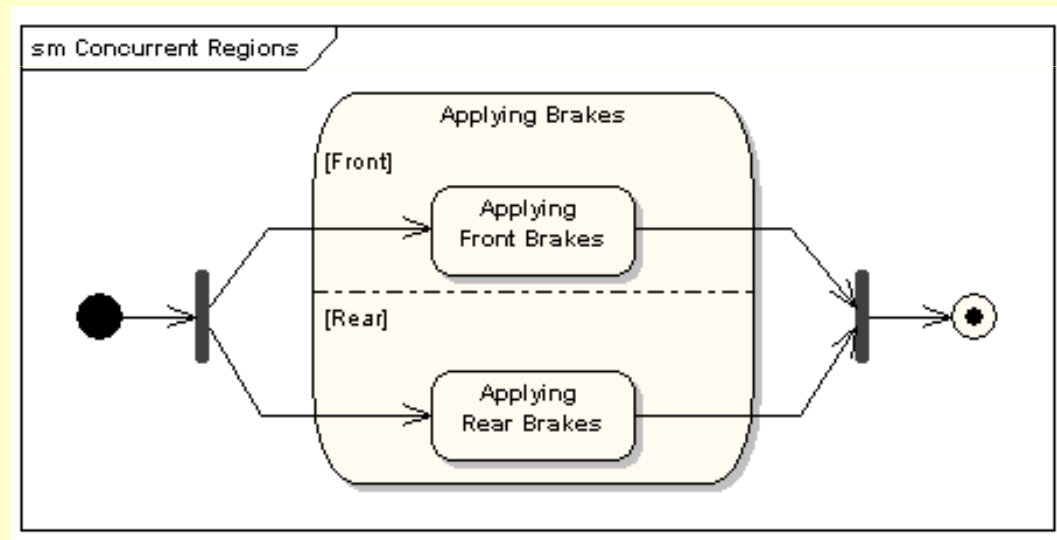 sm Concurrent Regions
Applying Brakes
[Front]
Applying
Front Brakes
[Rear]
Applying
Rear Brakes